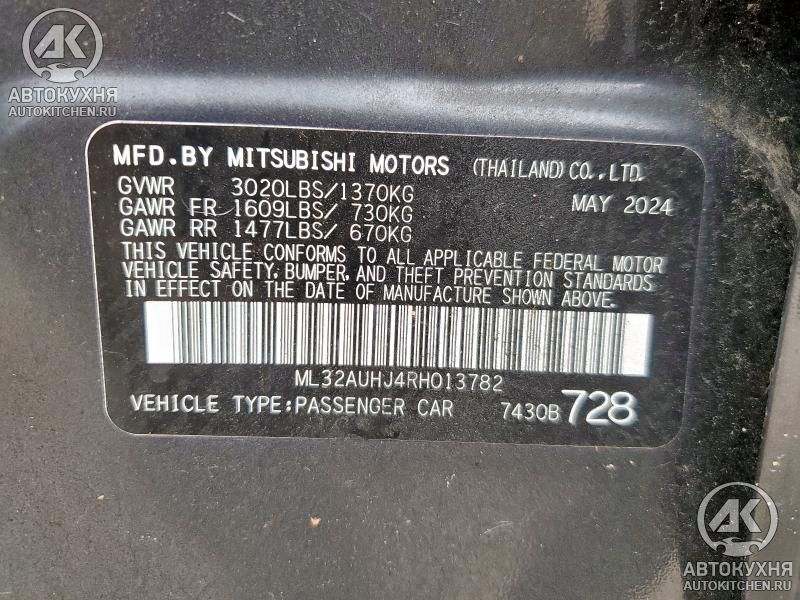 AK
АВТОКУХНЯ
AUTOKITCHEN.RU
MFD.BY MITSUBISHI MOTORS (THAILAND) CO.,LTD.
GVWR 3020LBS/1370KG MAY 2024
GAWR FR 1609LBS/ 730KG
GAWR RR 1477LBS/ 670KG
THIS VEHICLE CONFORMS TO ALL APPLICABLE FEDERAL MOTOR
VEHICLE SAFETY, BUMPER, AND THEFT PREVENTION STANDARDS
IN EFFECT ON THE DATE OF MANUFACTURE SHOWN ABOVE.
ML32AUHJ4RH013782
VEHICLE TYPE:PASSENGER CAR 7430B 728
AK
АВТОКУХНЯ
AUTOKITCHEN.RU